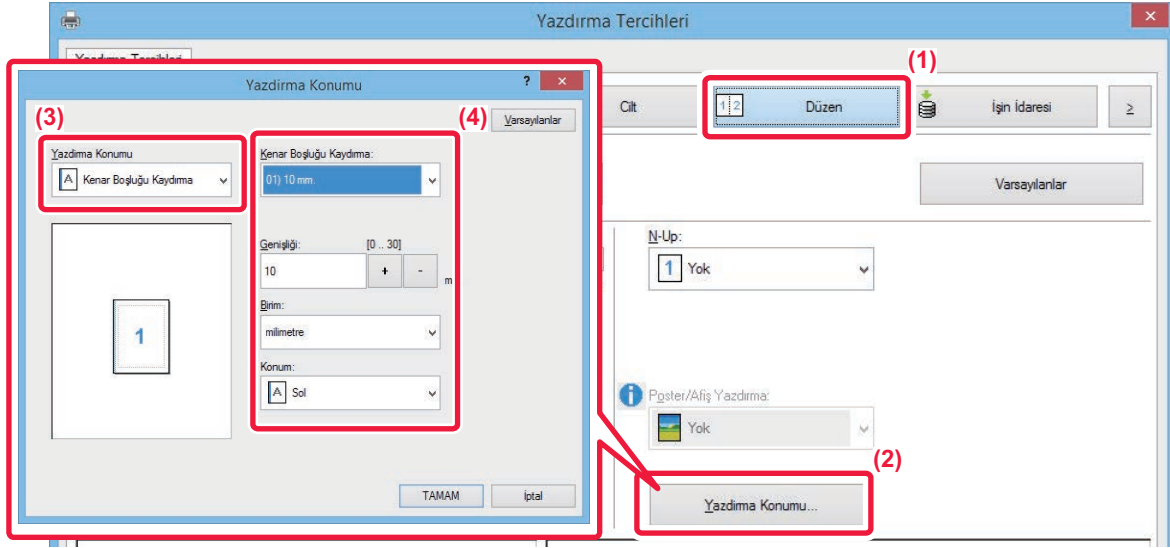 Yazdırma Tercihleri
(1)
Yazdırma Konumu
?
Cilt
1 2
Düzen
İşin İdaresi
>
(3)
(4)
Varsayılanlar
Yazdırma Konumu
A
Kenar Boşluğu Kaydırma
Kenar Boşluğu Kaydırma:
01) 10 mm.
Varsayılanlar
Genişliği:
[0 .. 30]
10
+
-
m
N-Up:
1
Yok
Birim:
milimetre
1
Konum:
A
Sol
Poster/Afiş Yazdırma:
Yok
(2)
TAMAM
İptal
Yazdırma Konumu...